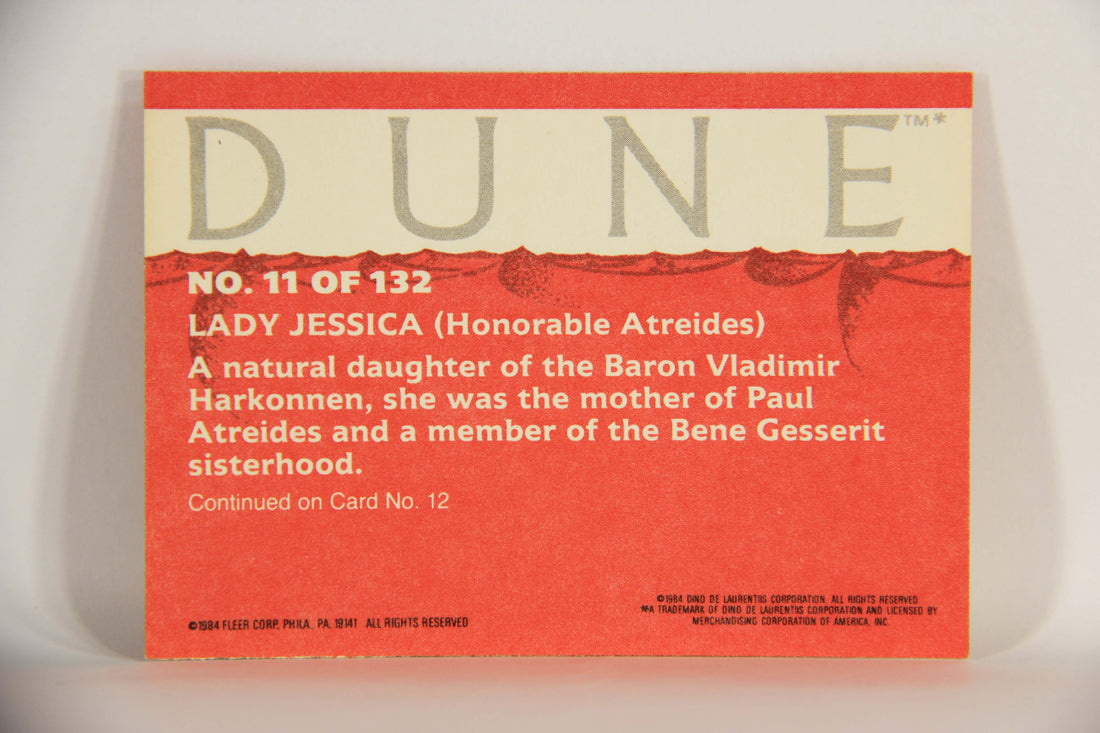 DUNE™*
NO. 11 OF 132
LADY JESSICA (Honorable Atreides)
A natural daughter of the Baron Vladimir
Harkonnen, she was the mother of Paul
Atreides and a member of the Bene Gesserit
sisterhood.
Continued on Card No. 12
©1984 FLEER CORP., PHILA., PA. 19141 ALL RIGHTS RESERVED
©1984 DINO DE LAURENTIIS CORPORATION. ALL RIGHTS RESERVED
*A TRADEMARK OF DINO DE LAURENTIIS CORPORATION AND LICENSED BY
MERCHANDISING CORPORATION OF AMERICA, INC.